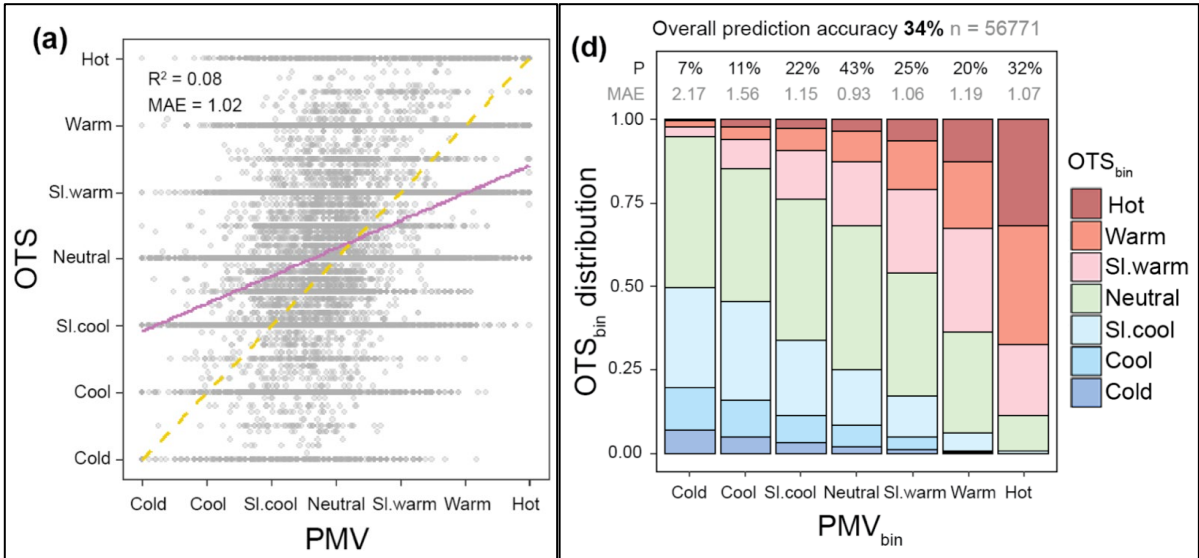 (a)
R² = 0.08
MAE = 1.02
OTS
Hot
Warm
Sl.warm
Neutral
Sl.cool
Cool
Cold
Cold Cool Sl.cool Neutral Sl.warm Warm Hot
PMV
(d)
Overall prediction accuracy 34% n = 56771
P 7% 11% 22% 43% 25% 20% 32%
MAE 2.17 1.56 1.15 0.93 1.06 1.19 1.07
OTSbin distribution
1.00
0.75
0.50
0.25
0.00
Cold Cool Sl.cool Neutral Sl.warm Warm Hot
PMVbin
OTSbin
Hot
Warm
Sl.warm
Neutral
Sl.cool
Cool
Cold